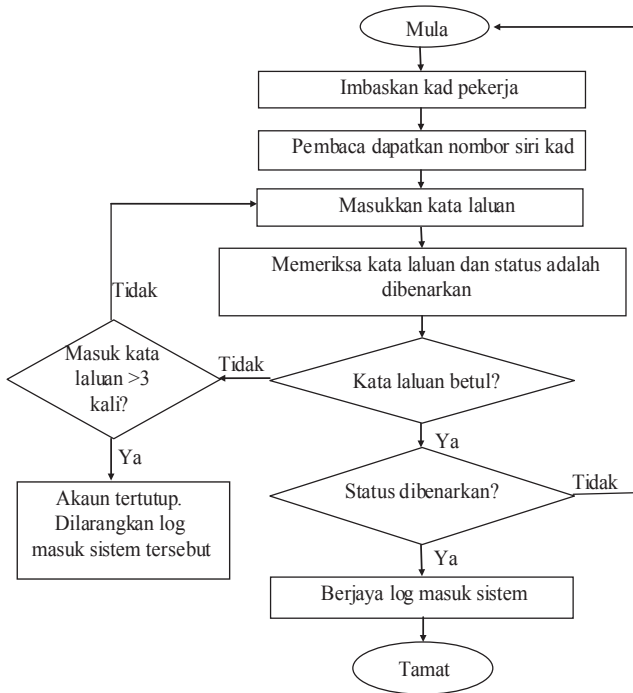 Mula
Imbaskan kad pekerja
Pembaca dapatkan nombor siri kad
Masukkan kata laluan
Memeriksa kata laluan dan status adalah
dibenarkan
Tidak
Masuk kata
laluan >3
kali?
Tidak
Kata laluan betul?
Ya
Ya
Akaun tertutup.
Dilarangkan log
masuk sistem tersebut
Status dibenarkan?
Tidak
Ya
Berjaya log masuk sistem
Tamat